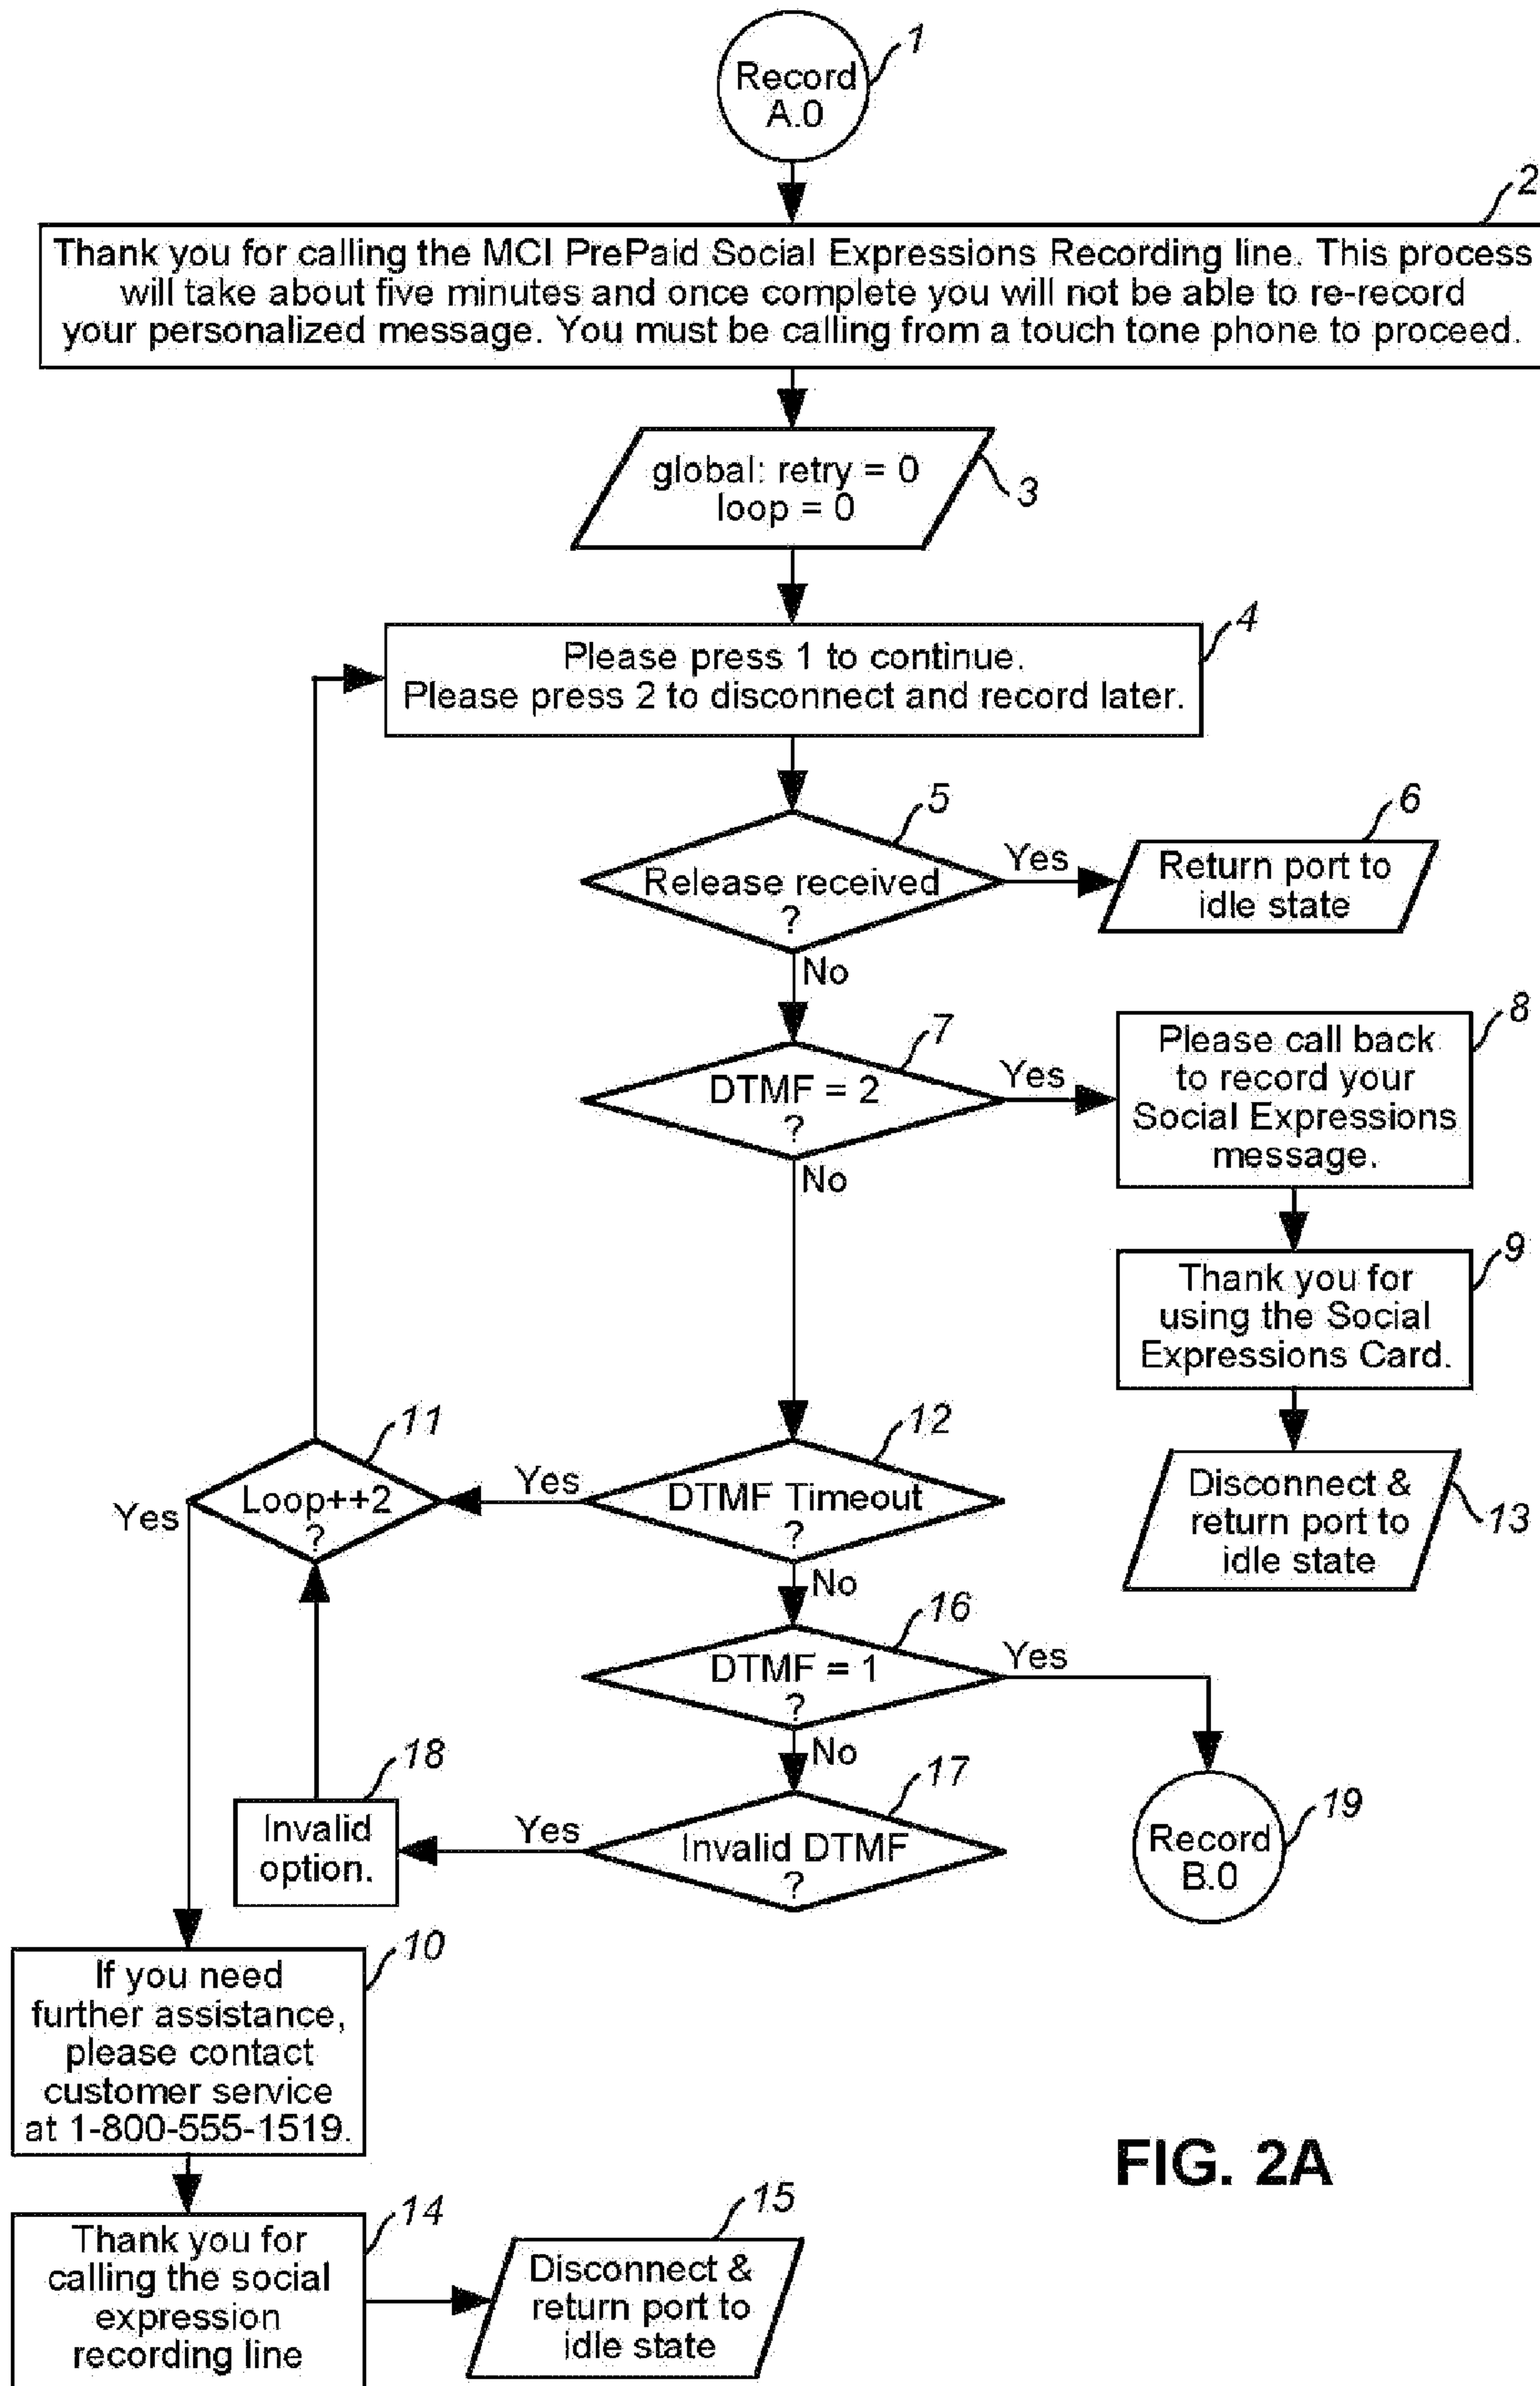 1
Record
A.0
2
Thank you for calling the MCI PrePaid Social Expressions Recording line. This process
will take about five minutes and once complete you will not be able to re-record
your personalized message. You must be calling from a touch tone phone to proceed.
global: retry = 0
loop = 0
3
4
Please press 1 to continue.
Please press 2 to disconnect and record later.
5
Release received
?
Yes
6
Return port to
idle state
No
7
DTMF = 2
?
Yes
8
Please call back
to record your
Social Expressions
message.
No
9
Thank you for
using the Social
Expressions Card.
11
Loop++2
?
Yes
Yes
12
DTMF Timeout
?
Disconnect &
return port to
idle state
13
No
16
DTMF = 1
?
Yes
No
18
Invalid
option.
Yes
17
Invalid DTMF
?
19
Record
B.0
10
If you need
further assistance,
please contact
customer service
at 1-800-555-1519.
14
Thank you for
calling the social
expression
recording line
15
Disconnect &
return port to
idle state
FIG. 2A